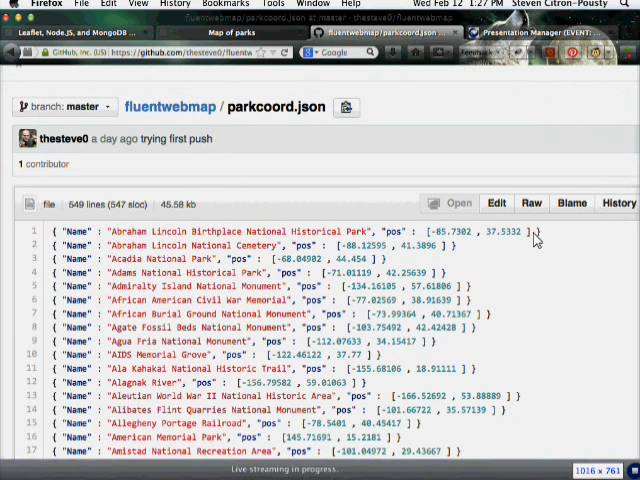 Firefox File Edit View History Bookmarks Tools Window Help Wed Feb 12 1:27 PM Steven Citron-Pousty
fluentwebmap/parkcoord.json at master · thesteve0/fluentwebmap
Leaflet, Node.JS, and MongoDB ... Map of parks fluentwebmap/parkcoord.json ... Presentation Manager (EVENT: ...
GitHub, Inc. (US) https://github.com/thesteve0/fluentw Google Feedback
branch: master fluentwebmap / parkcoord.json
thesteve0 a day ago trying first push
1 contributor
file 549 lines (547 sloc) 45.58 kb Open Edit Raw Blame History
1 { "Name" : "Abraham Lincoln Birthplace National Historical Park", "pos" : [-85.7302 , 37.5332 ] }
2 { "Name" : "Abraham Lincoln National Cemetery", "pos" : [-88.12595 , 41.3896 ] }
3 { "Name" : "Acadia National Park", "pos" : [-68.04902 , 44.454 ] }
4 { "Name" : "Adams National Historical Park", "pos" : [-71.01119 , 42.25639 ] }
5 { "Name" : "Admiralty Island National Monument", "pos" : [-134.16105 , 57.61806 ] }
6 { "Name" : "African American Civil War Memorial", "pos" : [-77.02569 , 38.91639 ] }
7 { "Name" : "African Burial Ground National Monument", "pos" : [-73.99364 , 40.71367 ] }
8 { "Name" : "Agate Fossil Beds National Monument", "pos" : [-103.75492 , 42.42428 ] }
9 { "Name" : "Agua Fria National Monument", "pos" : [-112.07633 , 34.15417 ] }
10 { "Name" : "AIDS Memorial Grove", "pos" : [-122.46122 , 37.77 ] }
11 { "Name" : "Ala Kahakai National Historic Trail", "pos" : [-155.68106 , 18.91111 ] }
12 { "Name" : "Alagnak River", "pos" : [-156.79582 , 59.01063 ] }
13 { "Name" : "Aleutian World War II National Historic Area", "pos" : [-166.52692 , 53.88889 ] }
14 { "Name" : "Alibates Flint Quarries National Monument", "pos" : [-101.66722 , 35.57139 ] }
15 { "Name" : "Allegheny Portage Railroad", "pos" : [-78.5401 , 40.45417 ] }
16 { "Name" : "American Memorial Park", "pos" : [145.71691 , 15.2181 ] }
17 { "Name" : "Amistad National Recreation Area", "pos" : [-101.04972 , 29.43667 ] }
Live streaming in progress.
1016 x 761